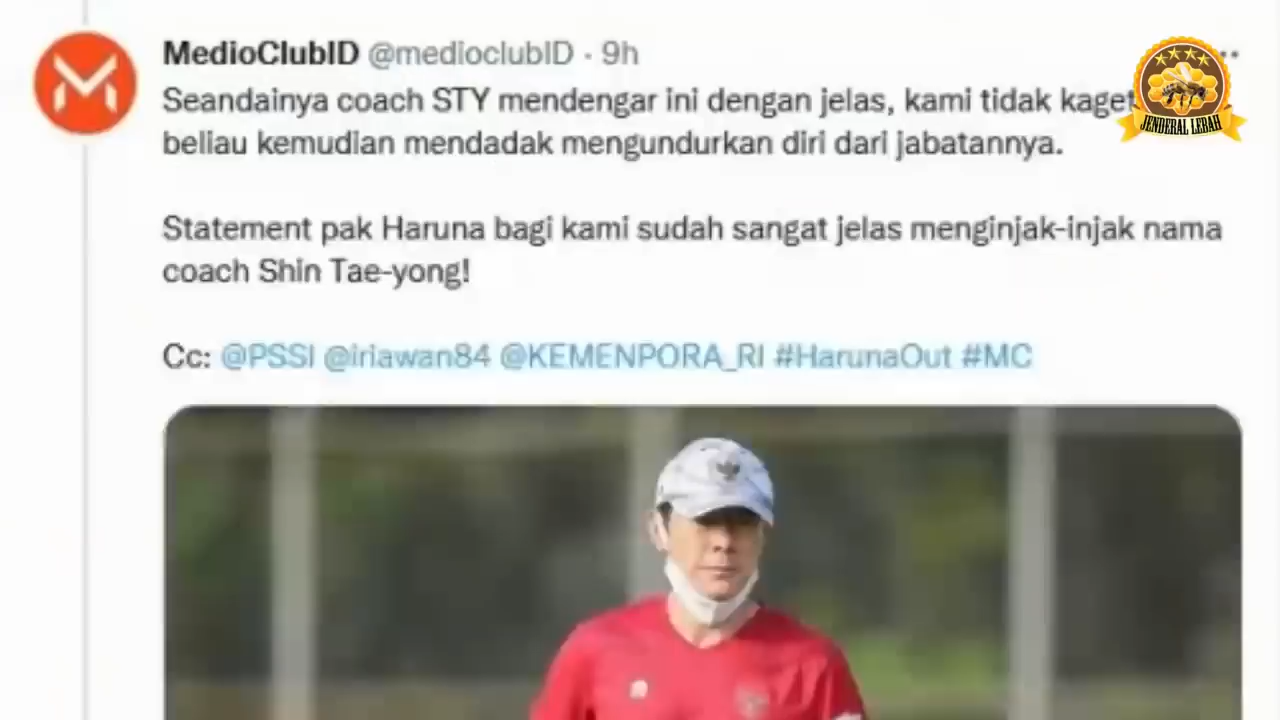 MedioClubID @medioclubID · 9h
Seandainya coach STY mendengar ini dengan jelas, kami tidak kaget
beliau kemudian mendadak mengundurkan diri dari jabatannya.
Statement pak Haruna bagi kami sudah sangat jelas menginjak-injak nama
coach Shin Tae-yong!
Cc: @PSSI @iriawan84 @KEMENPORA_RI #HarunaOut #MC
JENDERAL LEBAH